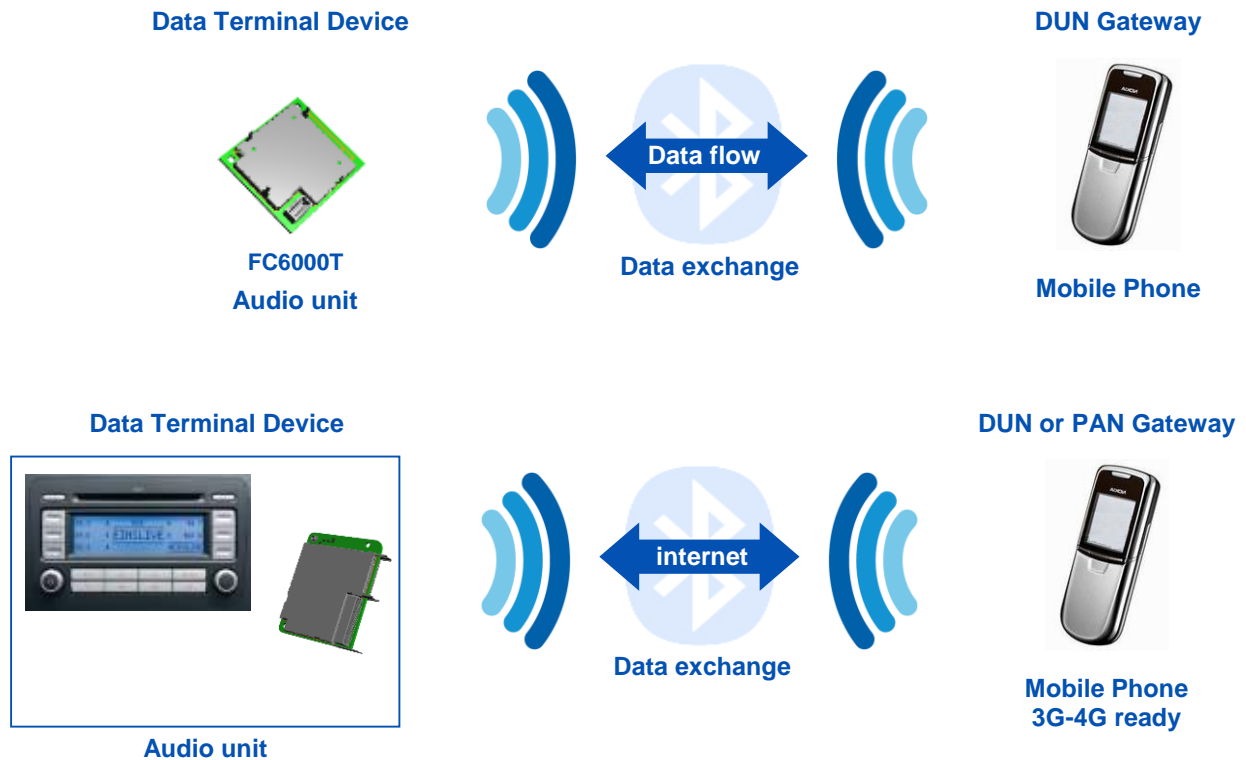 Data Terminal Device
DUN Gateway
Data flow
FC6000T
Audio unit
Data exchange
Mobile Phone
Data Terminal Device
DUN or PAN Gateway
internet
Data exchange
Mobile Phone
3G-4G ready
Audio unit